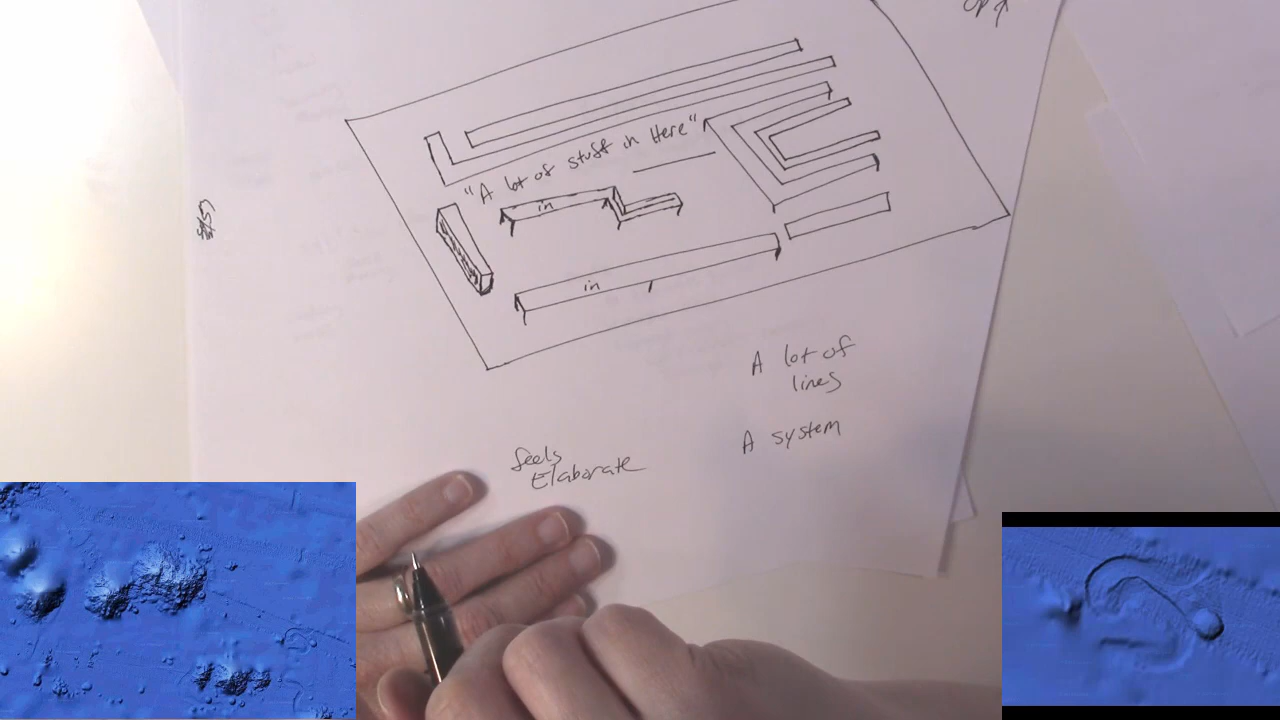 "A lot of stuff in Here"
in
in
A lot of
lines
A system
feels
Elaborate